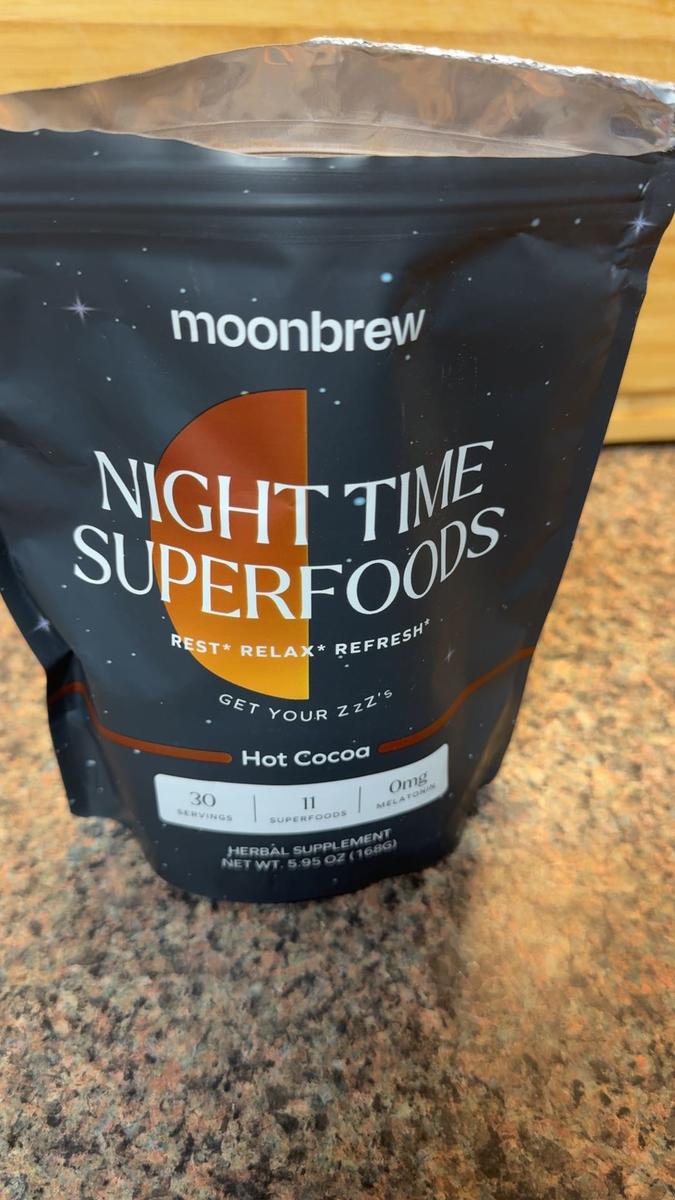 moonbrew
NIGHT TIME
SUPERFOODS
REST* RELAX* REFRESH*
GET YOUR ZzZ's
Hot Cocoa
30 11 0mg
SERVINGS SUPERFOODS MELATONIN
HERBAL SUPPLEMENT
NET WT. 5.95 OZ (168G)